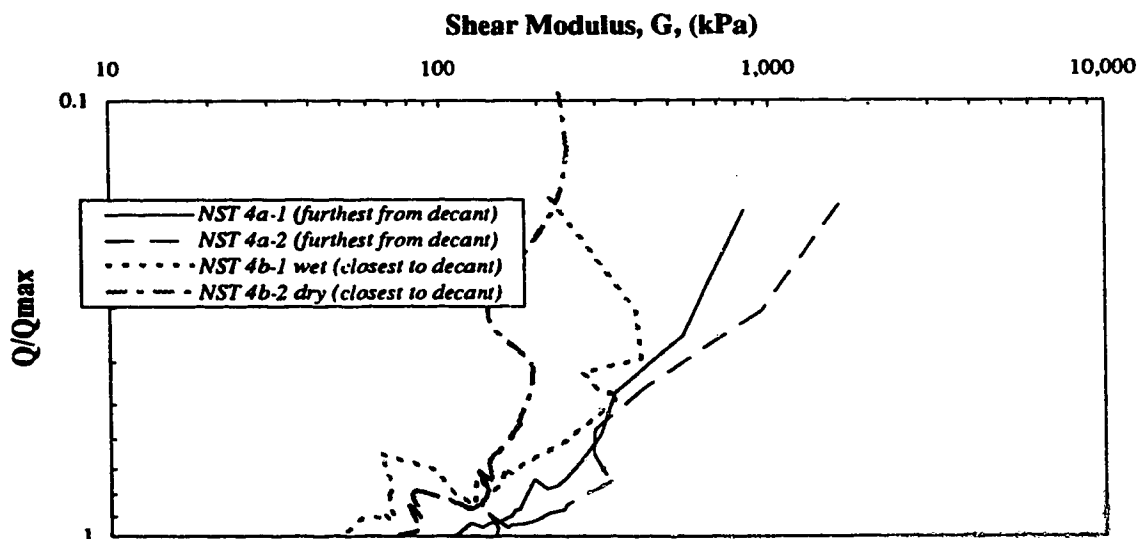 Shear Modulus, G, (kPa)
10 100 1,000 10,000
0.1
NST 4a-1 (furthest from decant)
NST 4a-2 (furthest from decant)
NST 4b-1 wet (closest to decant)
NST 4b-2 dry (closest to decant)
Q/Qmax
1